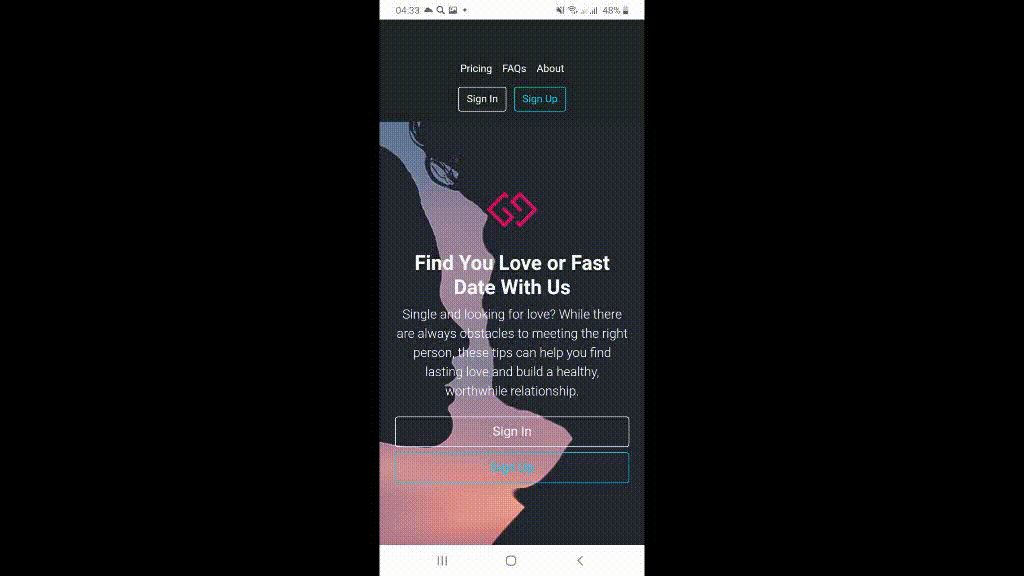 04:33
48%
Pricing FAQs About
Sign In Sign Up
Find You Love or Fast
Date With Us
Single and looking for love? While there
are always obstacles to meeting the right
person, these tips can help you find
lasting love and build a healthy,
worthwhile relationship.
Sign In
Sign Up